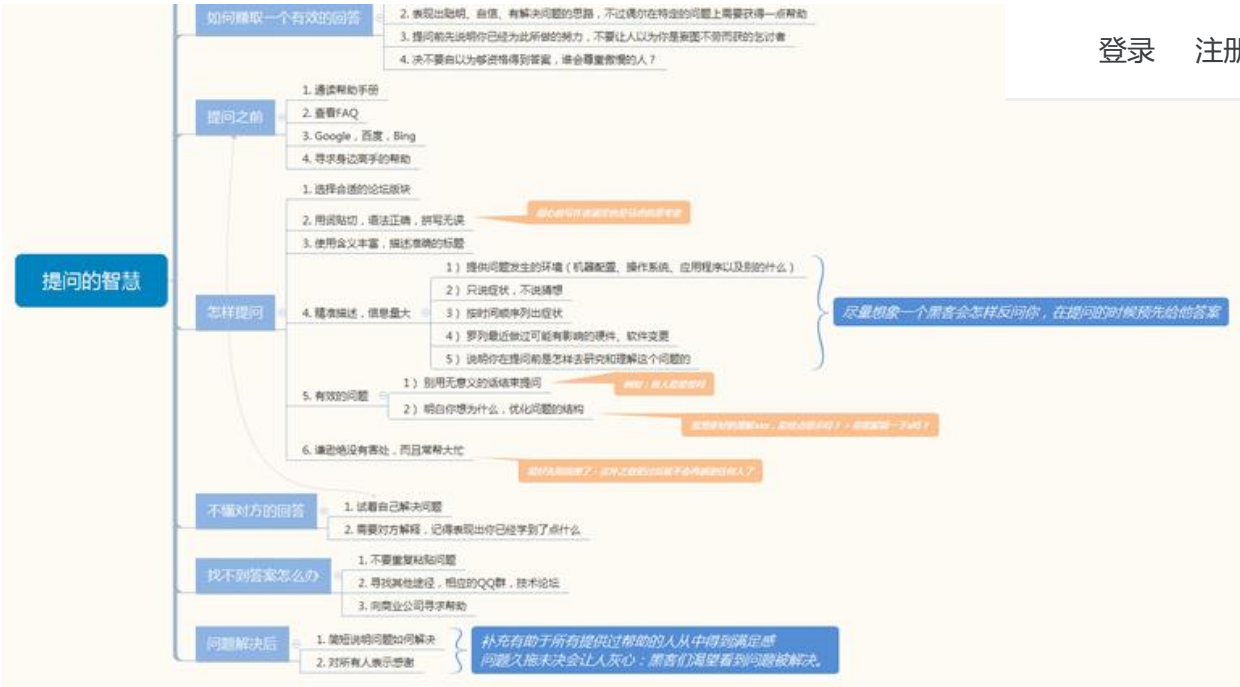 登录 注册
如何赚取一个有效的回答
2. 表现出聪明、自信、有解决问题的思路，不过偶尔在特定的问题上需要获得一点帮助
3. 提问前先说明你已经为此所做的努力，不要让人以为你是妄图不劳而获的乞讨者
4. 决不要自以为够资格得到答案，谁会尊重傲慢的人？
提问之前
1. 通读帮助手册
2. 查看FAQ
3. Google，百度，Bing
4. 寻求身边高手的帮助
提问的智慧
怎样提问
1. 选择合适的论坛版块
2. 用词贴切，语法正确，拼写无误
3. 使用含义丰富，描述准确的标题
4. 精准描述，信息量大
1）提供问题发生的环境（机器配置、操作系统、应用程序以及别的什么）
2）只说症状，不说猜想
3）按时间顺序列出症状
4）罗列最近做过可能有影响的硬件、软件变更
5）说明你在提问前是怎样去研究和理解这个问题的
尽量想象一个黑客会怎样反问你，在提问的时候预先给他答案
5. 有效的问题
1）别用无意义的话结束提问
例如：有人能帮我吗
2）明白你想为什么，优化问题的结构
6. 谦逊绝没有害处，而且常帮大忙
不懂对方的回答
1. 试着自己解决问题
2. 需要对方解释，记得表现出你已经学到了点什么
找不到答案怎么办
1. 不要重复粘贴问题
2. 寻找其他途径，相应的QQ群，技术论坛
3. 向商业公司寻求帮助
问题解决后
1. 简短说明问题如何解决
2. 对所有人表示感谢
补充有助于所有提供过帮助的人从中得到满足感
问题久拖未决会让人灰心：黑客们渴望看到问题被解决。